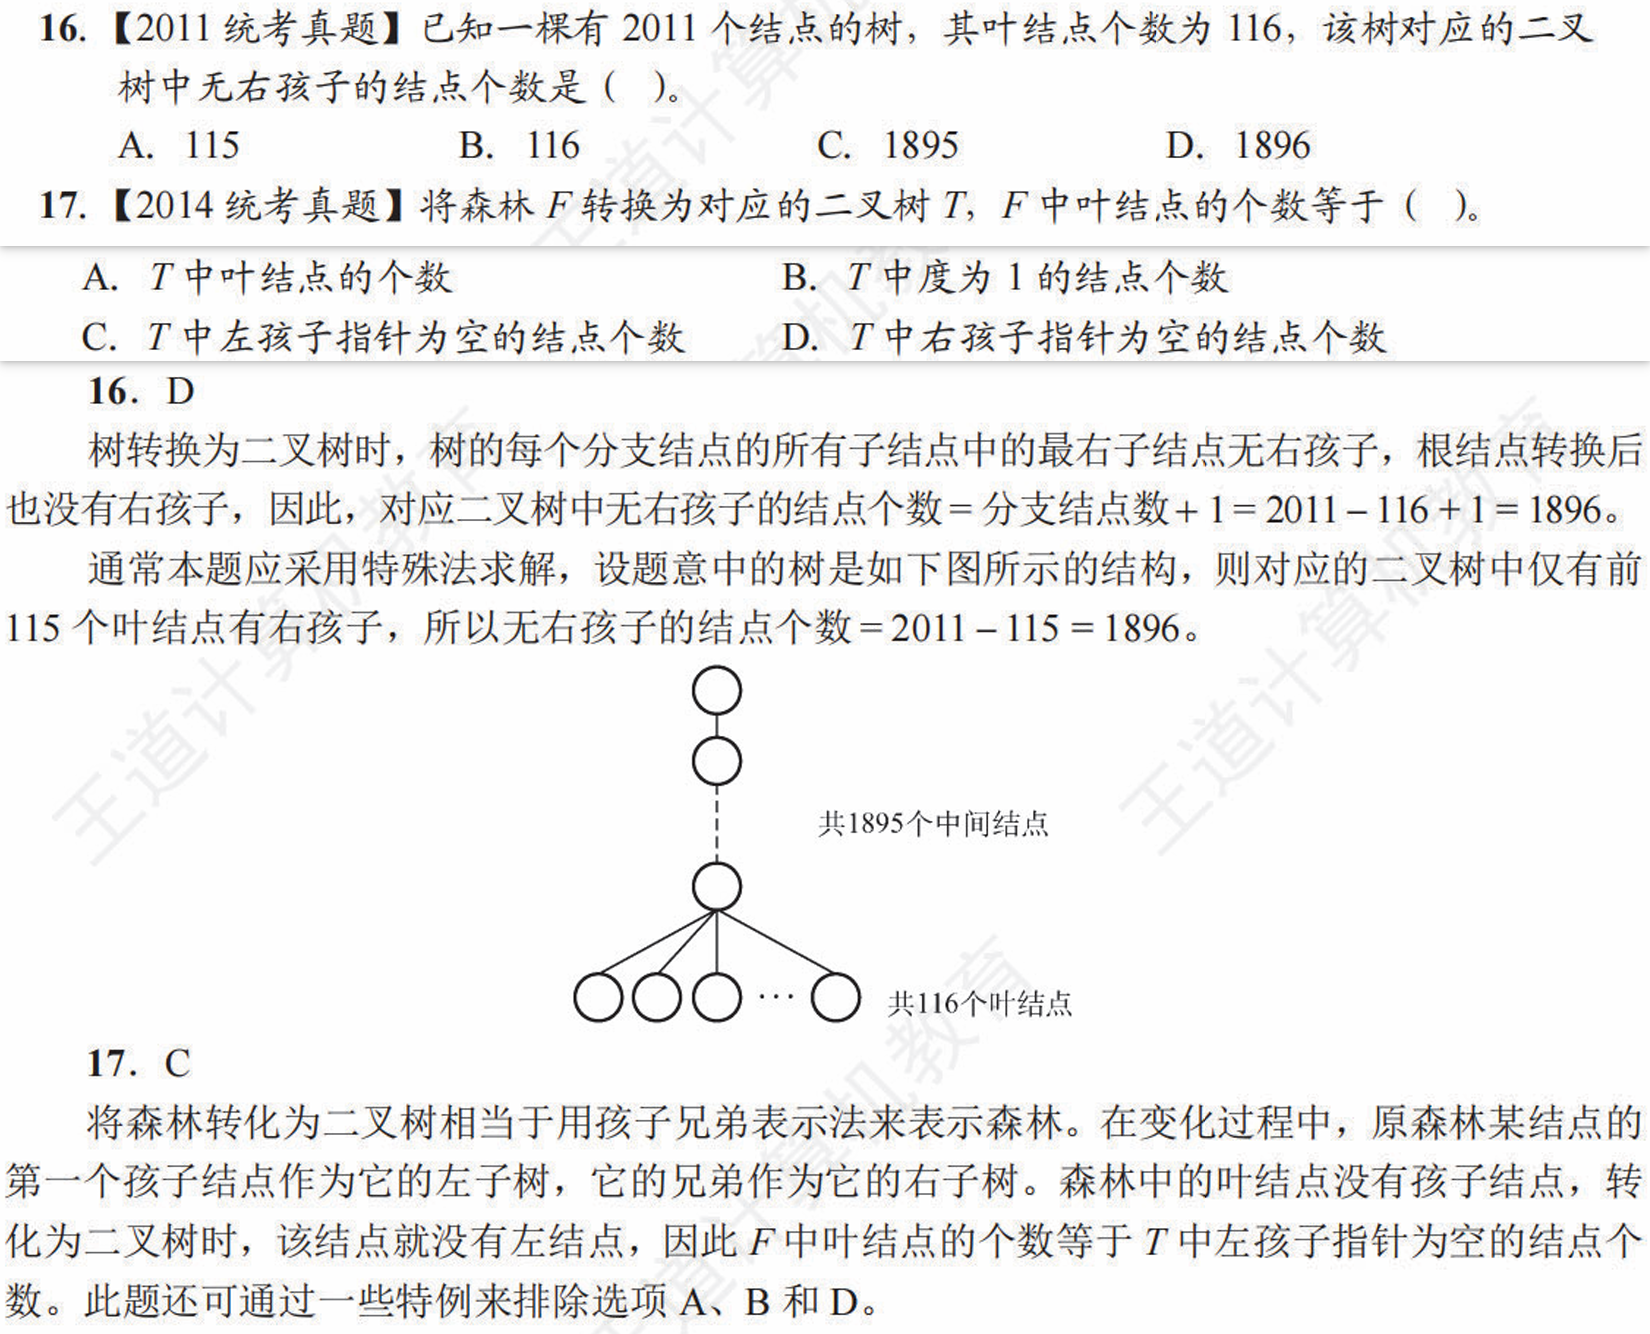 16. 【2011 统考真题】已知一棵有 2011 个结点的树，其叶结点个数为 116，该树对应的二叉
树中无右孩子的结点个数是（　）。
A. 115　B. 116　C. 1895　D. 1896
17. 【2014 统考真题】将森林 F 转换为对应的二叉树 T，F 中叶结点的个数等于（　）。
A. T 中叶结点的个数　B. T 中度为 1 的结点个数
C. T 中左孩子指针为空的结点个数　D. T 中右孩子指针为空的结点个数
16. D
树转换为二叉树时，树的每个分支结点的所有子结点中的最右子结点无右孩子，根结点转换后
也没有右孩子，因此，对应二叉树中无右孩子的结点个数 = 分支结点数 + 1 = 2011 − 116 + 1 = 1896。
通常本题应采用特殊法求解，设题意中的树是如下图所示的结构，则对应的二叉树中仅有前
115 个叶结点有右孩子，所以无右孩子的结点个数 = 2011 − 115 = 1896。
共1895个中间结点
… 共116个叶结点
17. C
将森林转化为二叉树相当于用孩子兄弟表示法来表示森林。在变化过程中，原森林某结点的
第一个孩子结点作为它的左子树，它的兄弟作为它的右子树。森林中的叶结点没有孩子结点，转
化为二叉树时，该结点就没有左结点，因此 F 中叶结点的个数等于 T 中左孩子指针为空的结点个
数。此题还可通过一些特例来排除选项 A、B 和 D。
王道计算机教育
王道计算机教育
王道计算机教育
王道计算机教育